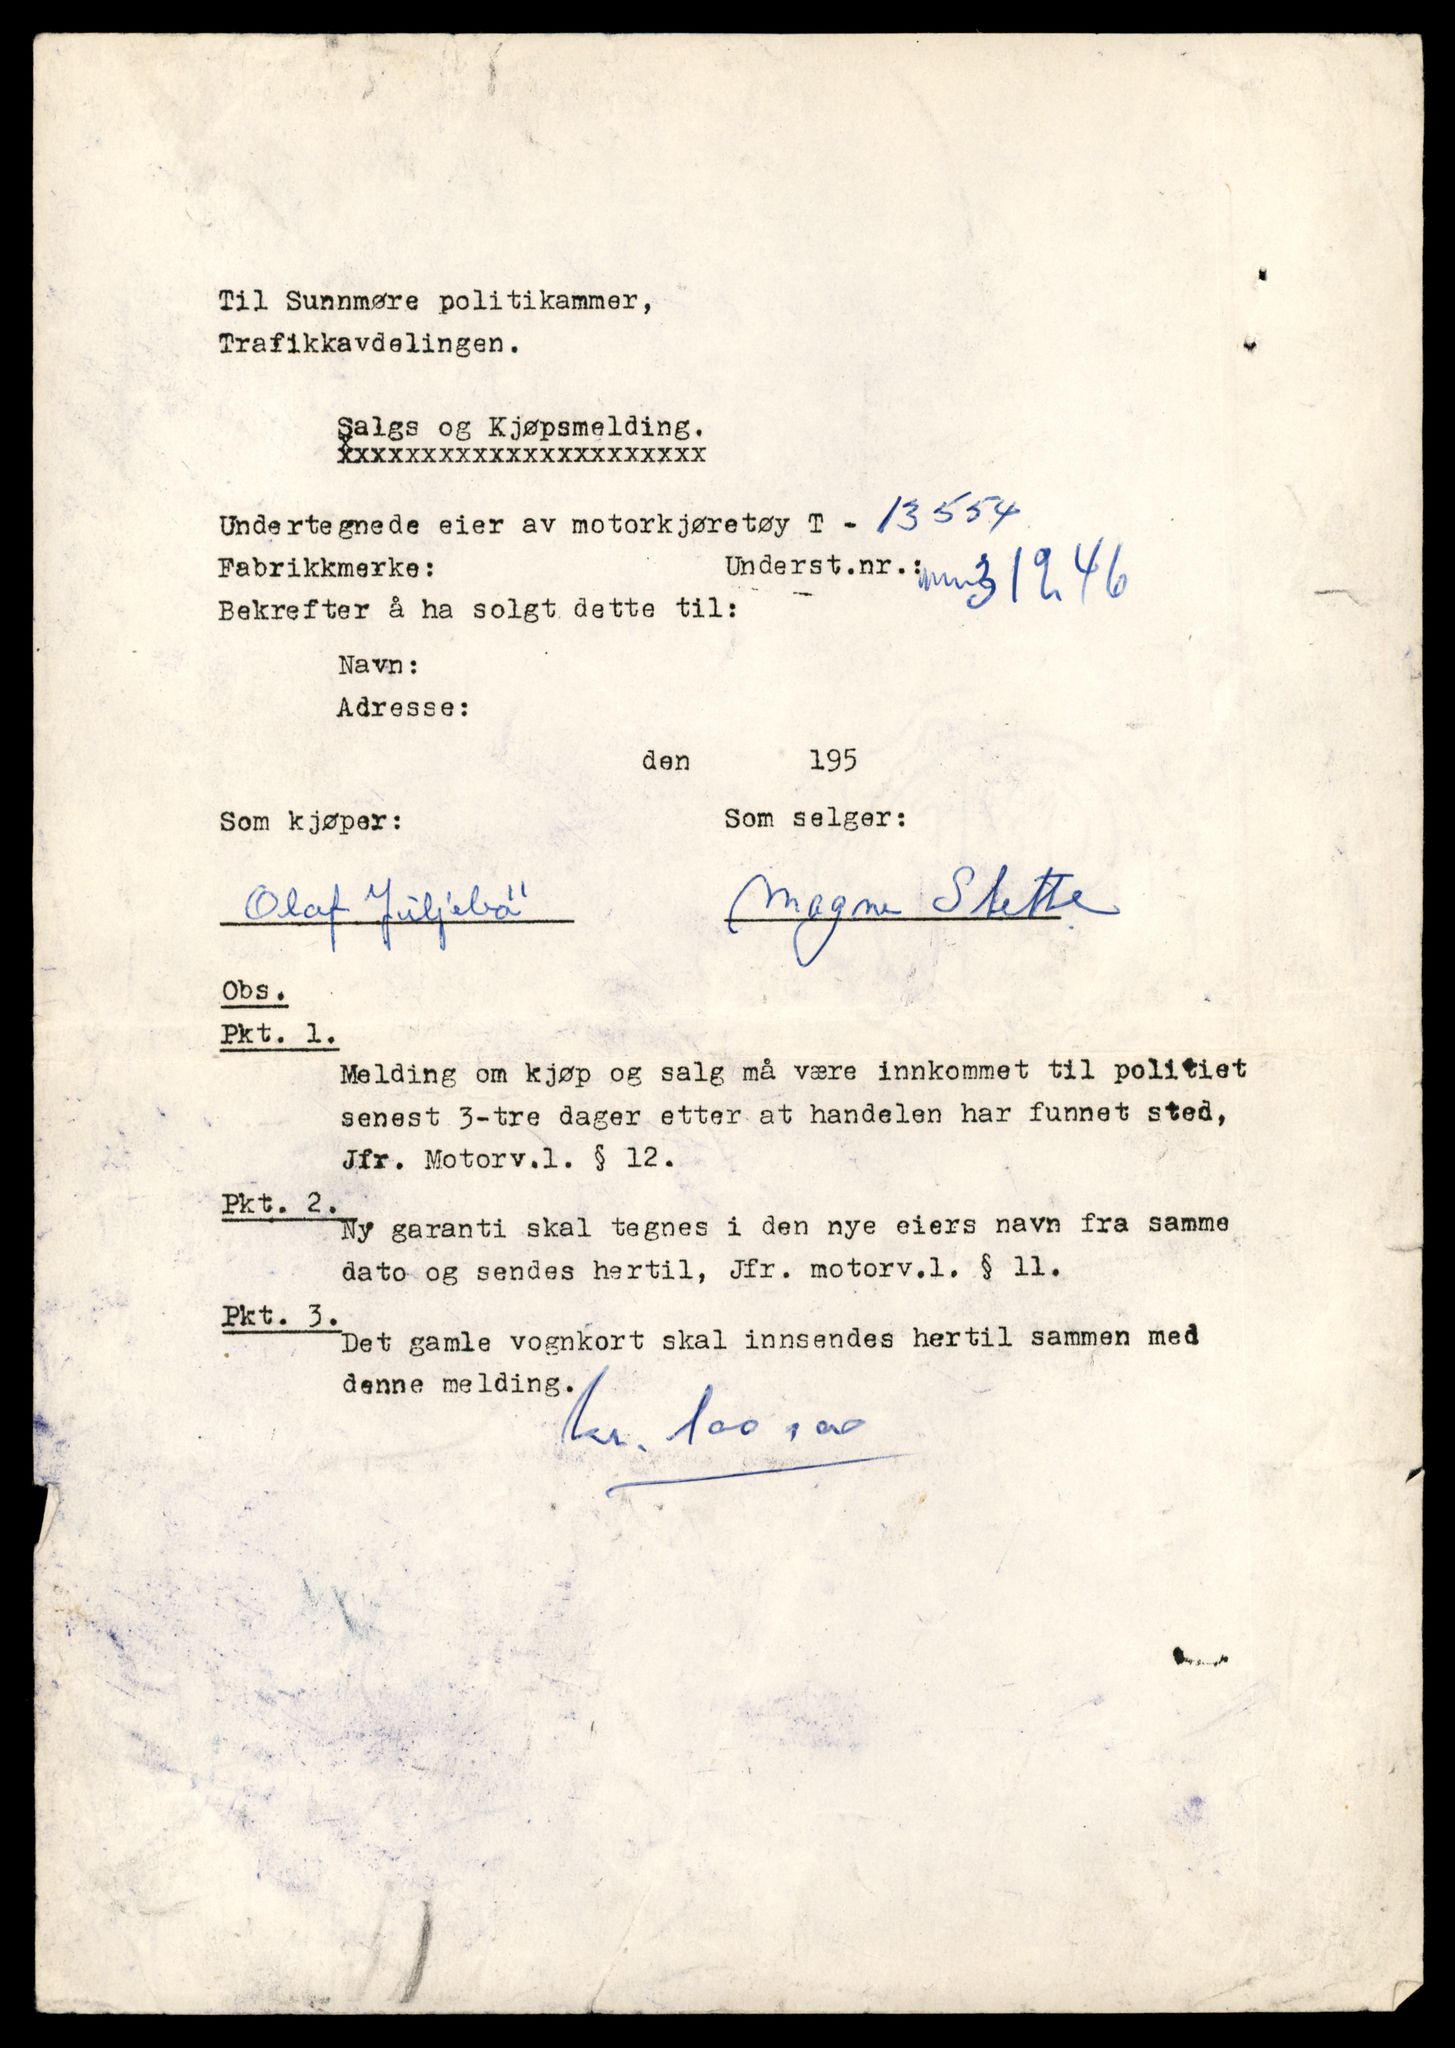 Til Sunnmøre politikammer,
Trafikkavdelingen.
Salgs og Kjøpsmelding.
xxxxxxxxxxxxxxxxxxxxxx
Undertegnede eier av motorkjøretøy T - 13554
Fabrikkmerke: Underst.nr.: 31946
Bekrefter å ha solgt dette til:
Navn:
Adresse:
den 195
Som kjøper: Som selger:
Olaf Magne Stette
Obs.
Pkt. 1.
Melding om kjøp og salg må være innkommet til politiet
senest 3-tre dager etter at handelen har funnet sted,
Jfr. Motorv.l. § 12.
Pkt. 2.
Ny garanti skal tegnes i den nye eiers navn fra samme
dato og sendes hertil, Jfr. motorv.l. § 11.
Pkt. 3.
Det gamle vognkort skal innsendes hertil sammen med
denne melding.
kr. 100,00